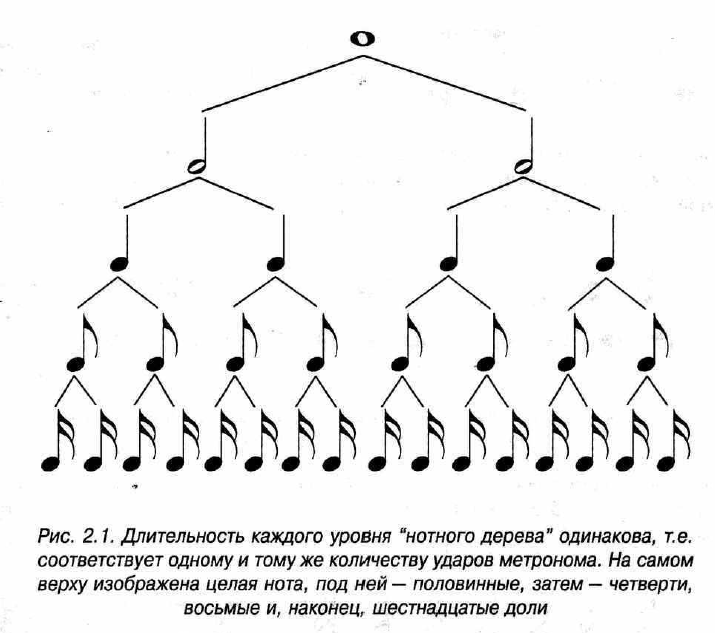 Рис. 2.1. Длительность каждого уровня "нотного дерева" одинакова, т.е.
соответствует одному и тому же количеству ударов метронома. На самом
верху изображена целая нота, под ней — половинные, затем — четверти,
восьмые и, наконец, шестнадцатые доли